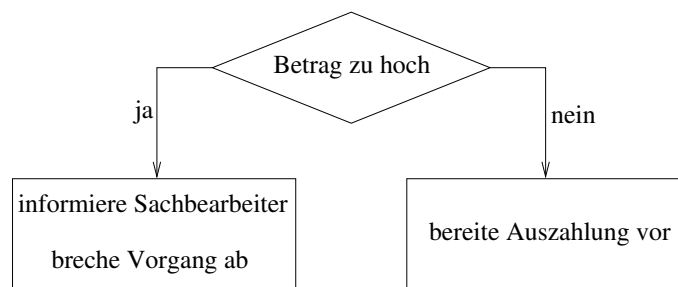 Betrag zu hoch
ja
nein
informiere Sachbearbeiter
breche Vorgang ab
bereite Auszahlung vor